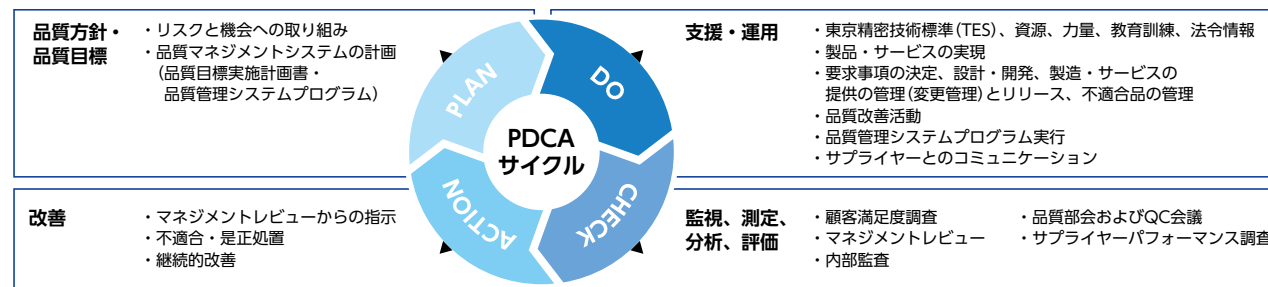 品質方針・
品質目標
・リスクと機会への取り組み
・品質マネジメントシステムの計画
（品質目標実施計画書・
品質管理システムプログラム）
PLAN
DO
支援・運用
・東京精密技術標準（TES）、資源、力量、教育訓練、法令情報
・製品・サービスの実現
・要求事項の決定、設計・開発、製造・サービスの
提供の管理（変更管理）とリリース、不適合品の管理
・品質改善活動
・品質管理システムプログラム実行
・サプライヤーとのコミュニケーション
PDCA
サイクル
改善
・マネジメントレビューからの指示
・不適合・是正処置
・継続的改善
ACTION
CHECK
監視、測定、
分析、評価
・顧客満足度調査
・マネジメントレビュー
・内部監査
・品質部会およびQC会議
・サプライヤーパフォーマンス調査